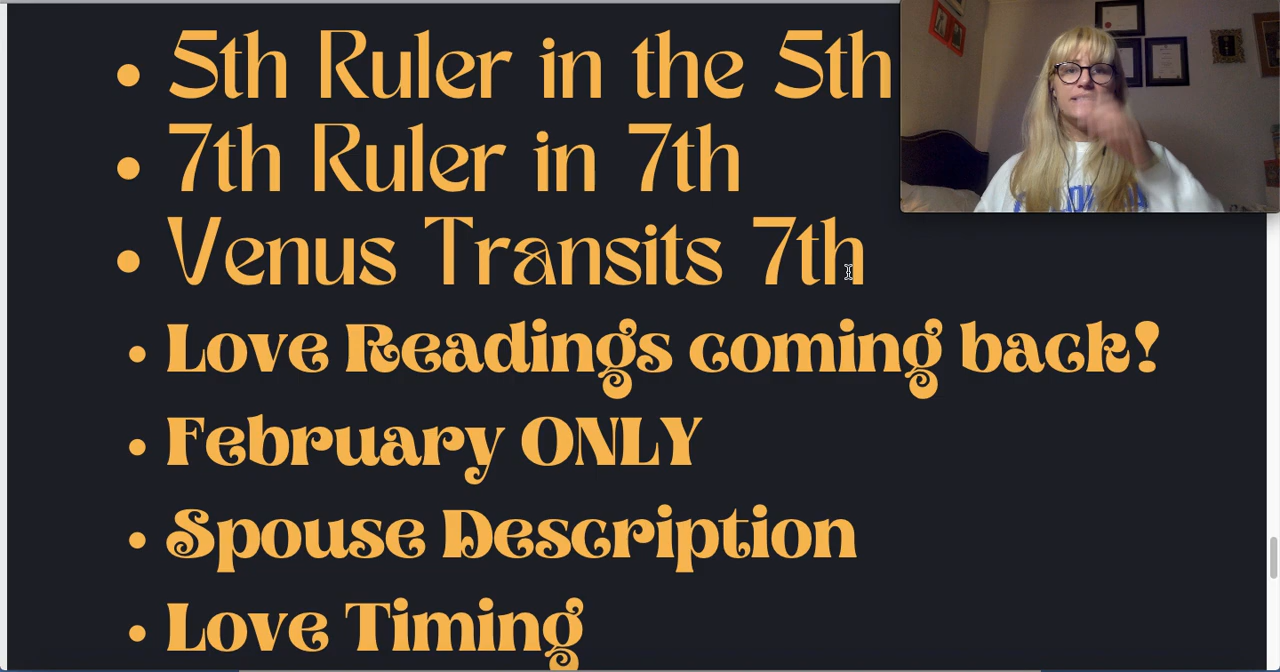 5th Ruler in the 5th
7th Ruler in 7th
Venus Transits 7th
Love Readings coming back!
February ONLY
Spouse Description
Love Timing